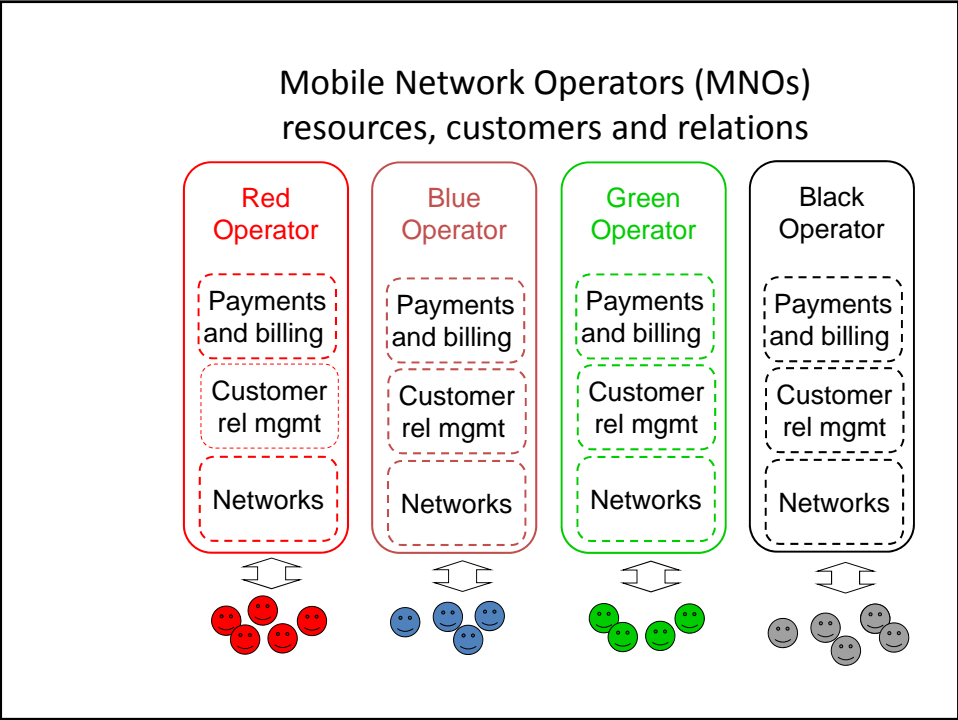 Mobile Network Operators (MNOs)
resources, customers and relations
Red
Operator
Payments
and billing
Customer
rel mgmt
Networks
Blue
Operator
Payments
and billing
Customer
rel mgmt
Networks
Green
Operator
Payments
and billing
Customer
rel mgmt
Networks
Black
Operator
Payments
and billing
Customer
rel mgmt
Networks